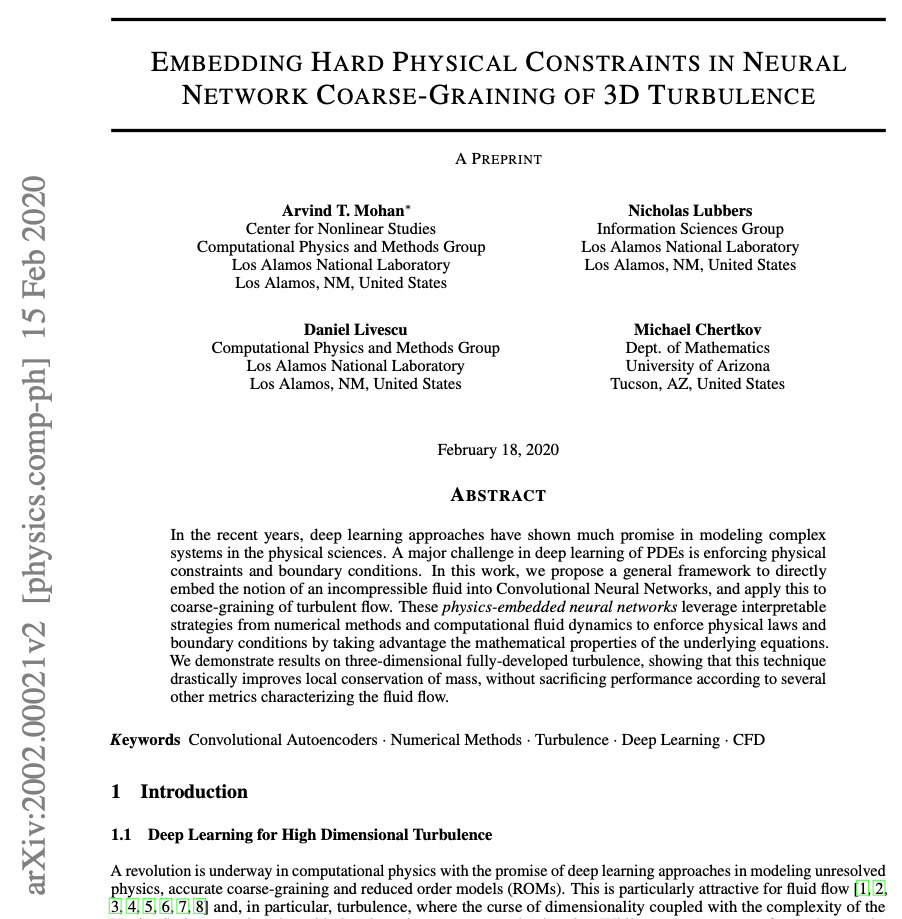 EMBEDDING HARD PHYSICAL CONSTRAINTS IN NEURAL
NETWORK COARSE-GRAINING OF 3D TURBULENCE
A PREPRINT
Arvind T. Mohan*
Center for Nonlinear Studies
Computational Physics and Methods Group
Los Alamos National Laboratory
Los Alamos, NM, United States
Nicholas Lubbers
Information Sciences Group
Los Alamos National Laboratory
Los Alamos, NM, United States
Daniel Livescu
Computational Physics and Methods Group
Los Alamos National Laboratory
Los Alamos, NM, United States
Michael Chertkov
Dept. of Mathematics
University of Arizona
Tucson, AZ, United States
February 18, 2020
ABSTRACT
In the recent years, deep learning approaches have shown much promise in modeling complex
systems in the physical sciences. A major challenge in deep learning of PDEs is enforcing physical
constraints and boundary conditions. In this work, we propose a general framework to directly
embed the notion of an incompressible fluid into Convolutional Neural Networks, and apply this to
coarse-graining of turbulent flow. These physics-embedded neural networks leverage interpretable
strategies from numerical methods and computational fluid dynamics to enforce physical laws and
boundary conditions by taking advantage the mathematical properties of the underlying equations.
We demonstrate results on three-dimensional fully-developed turbulence, showing that this technique
drastically improves local conservation of mass, without sacrificing performance according to several
other metrics characterizing the fluid flow.
Keywords Convolutional Autoencoders · Numerical Methods · Turbulence · Deep Learning · CFD
1 Introduction
1.1 Deep Learning for High Dimensional Turbulence
A revolution is underway in computational physics with the promise of deep learning approaches in modeling unresolved
physics, accurate coarse-graining and reduced order models (ROMs). This is particularly attractive for fluid flow [1, 2,
3, 4, 5, 6, 7, 8] and, in particular, turbulence, where the curse of dimensionality coupled with the complexity of the
arXiv:2002.00021v2 [physics.comp-ph] 15 Feb 2020